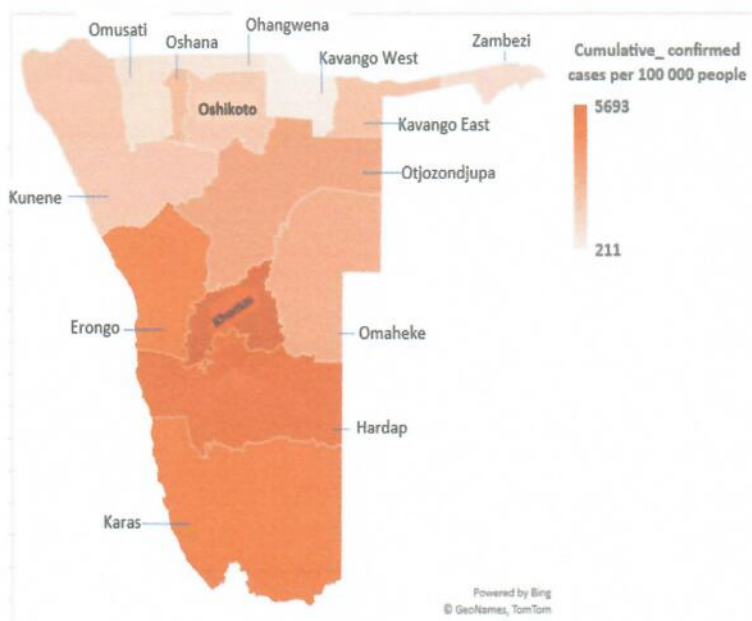 Omusati
Oshana
Ohangwena
Kavango West
Zambezi
Cumulative_ confirmed
cases per 100 000 people
5693
211
Oshikoto
Kavango East
Otjozondjupa
Kunene
Khomas
Erongo
Omaheke
Hardap
Karas
Powered by Bing
© GeoNames, TomTom